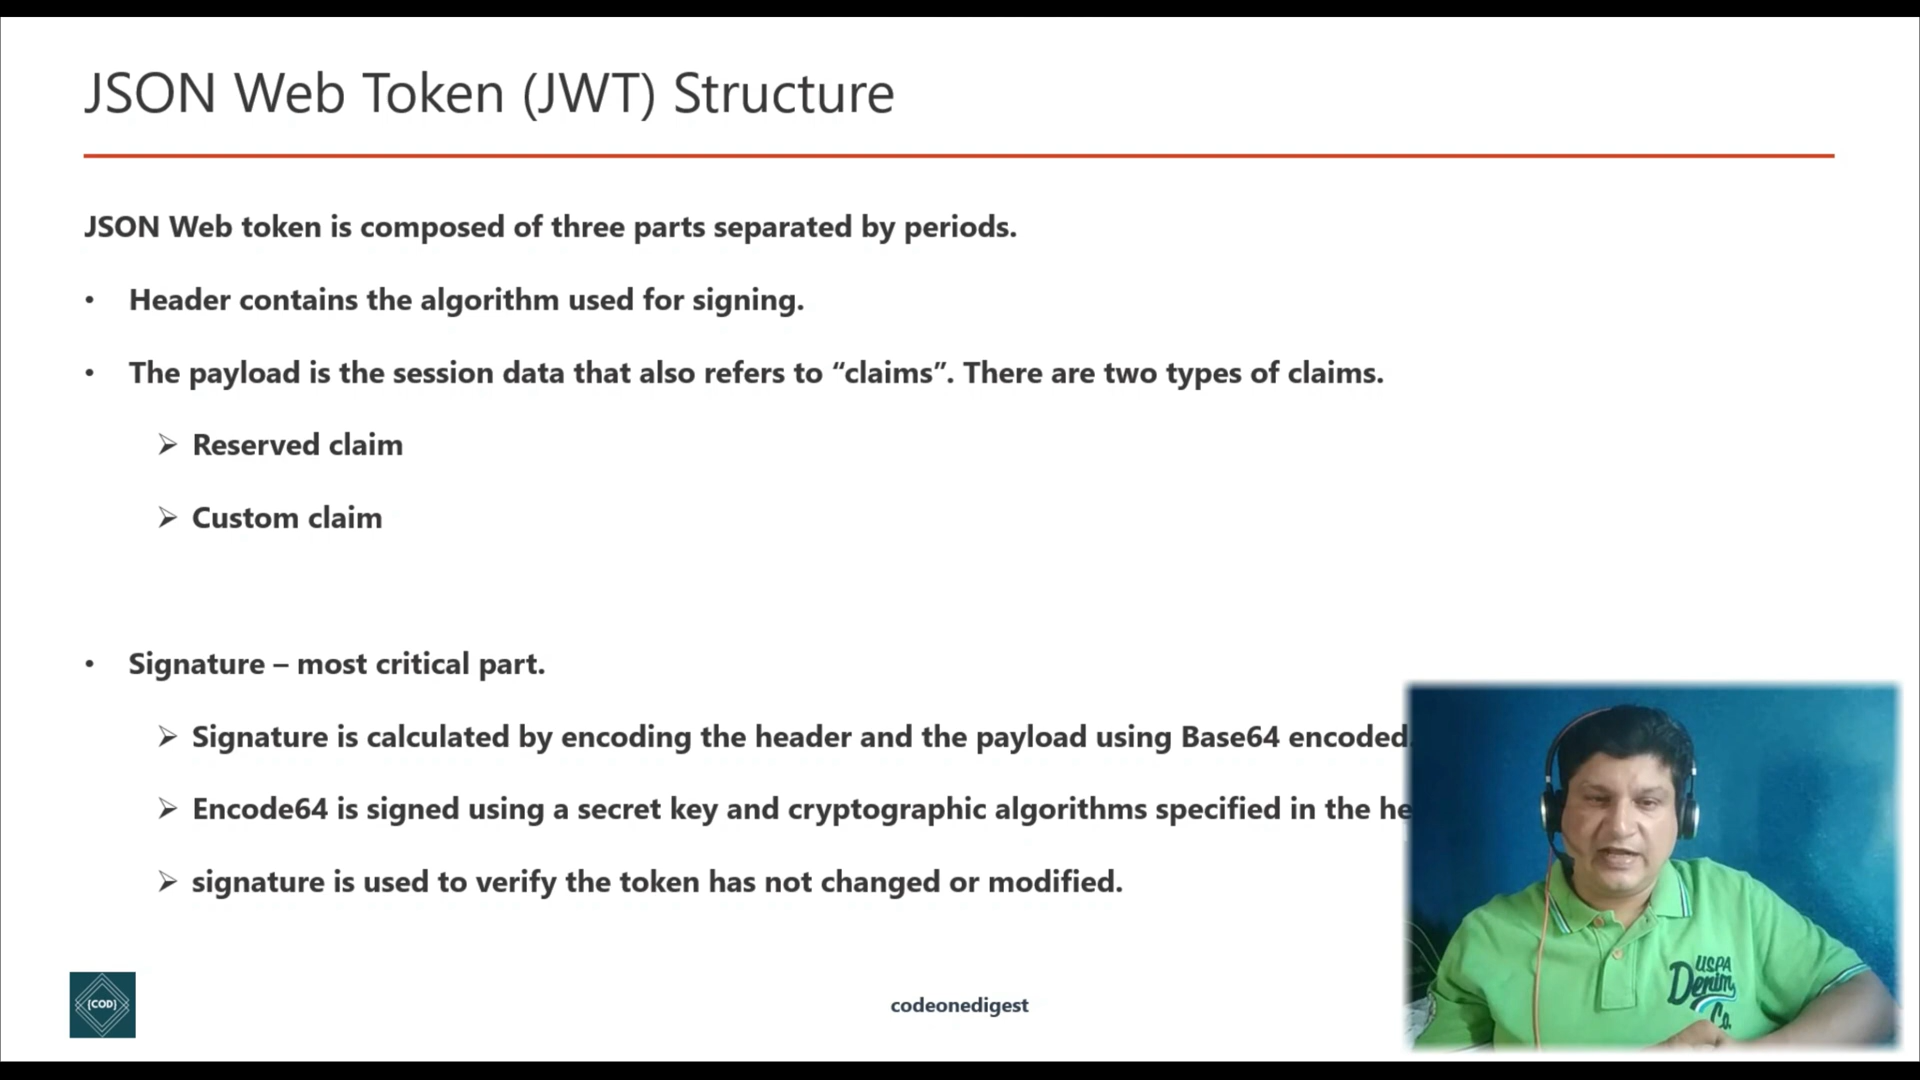 JSON Web Token (JWT) Structure
JSON Web token is composed of three parts separated by periods.
• Header contains the algorithm used for signing.
• The payload is the session data that also refers to “claims”. There are two types of claims.
➢ Reserved claim
➢ Custom claim
• Signature – most critical part.
➢ Signature is calculated by encoding the header and the payload using Base64 encoded.
➢ Encode64 is signed using a secret key and cryptographic algorithms specified in the he
➢ signature is used to verify the token has not changed or modified.
{COD}
codeonedigest
USPA
Denim
Co.